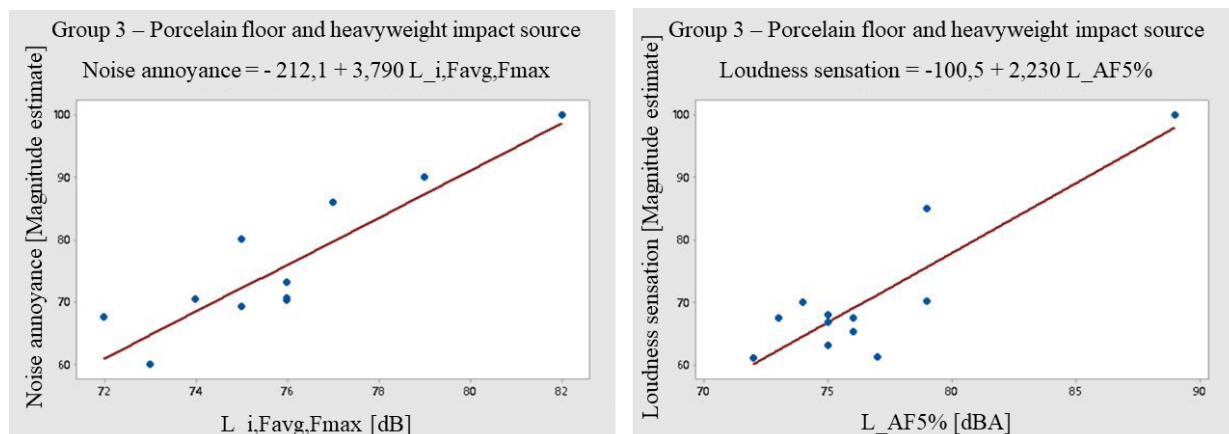 Group 3 – Porcelain floor and heavyweight impact source
Noise annoyance = - 212,1 + 3,790 L_i,Favg,Fmax
Noise annoyance [Magnitude estimate]
100
90
80
70
60
72
74
76
78
80
82
L_i,Favg,Fmax [dB]
Group 3 – Porcelain floor and heavyweight impact source
Loudness sensation = -100,5 + 2,230 L_AF5%
Loudness sensation [Magnitude estimate]
100
90
80
70
60
70
75
80
85
90
L_AF5% [dBA]